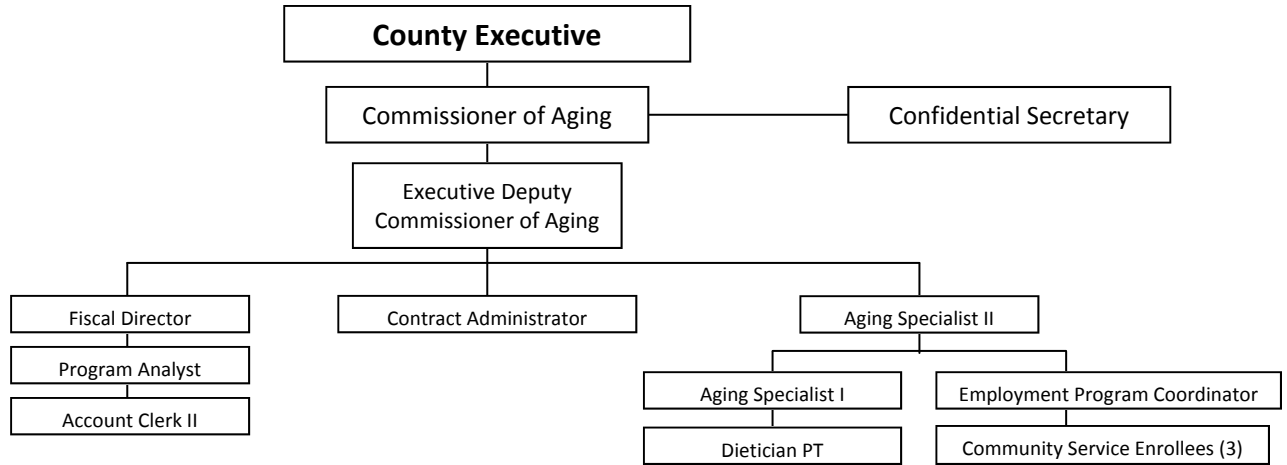 County Executive
Commissioner of Aging
Confidential Secretary
Executive Deputy
Commissioner of Aging
Fiscal Director
Contract Administrator
Aging Specialist II
Program Analyst
Aging Specialist I
Employment Program Coordinator
Account Clerk II
Dietician PT
Community Service Enrollees (3)